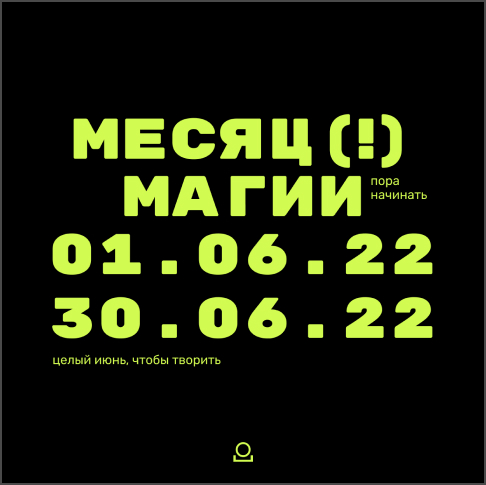 МЕСЯЦ (!)
МАГИИ
пора
начинать
01.06.22
30.06.22
целый июнь, чтобы творить